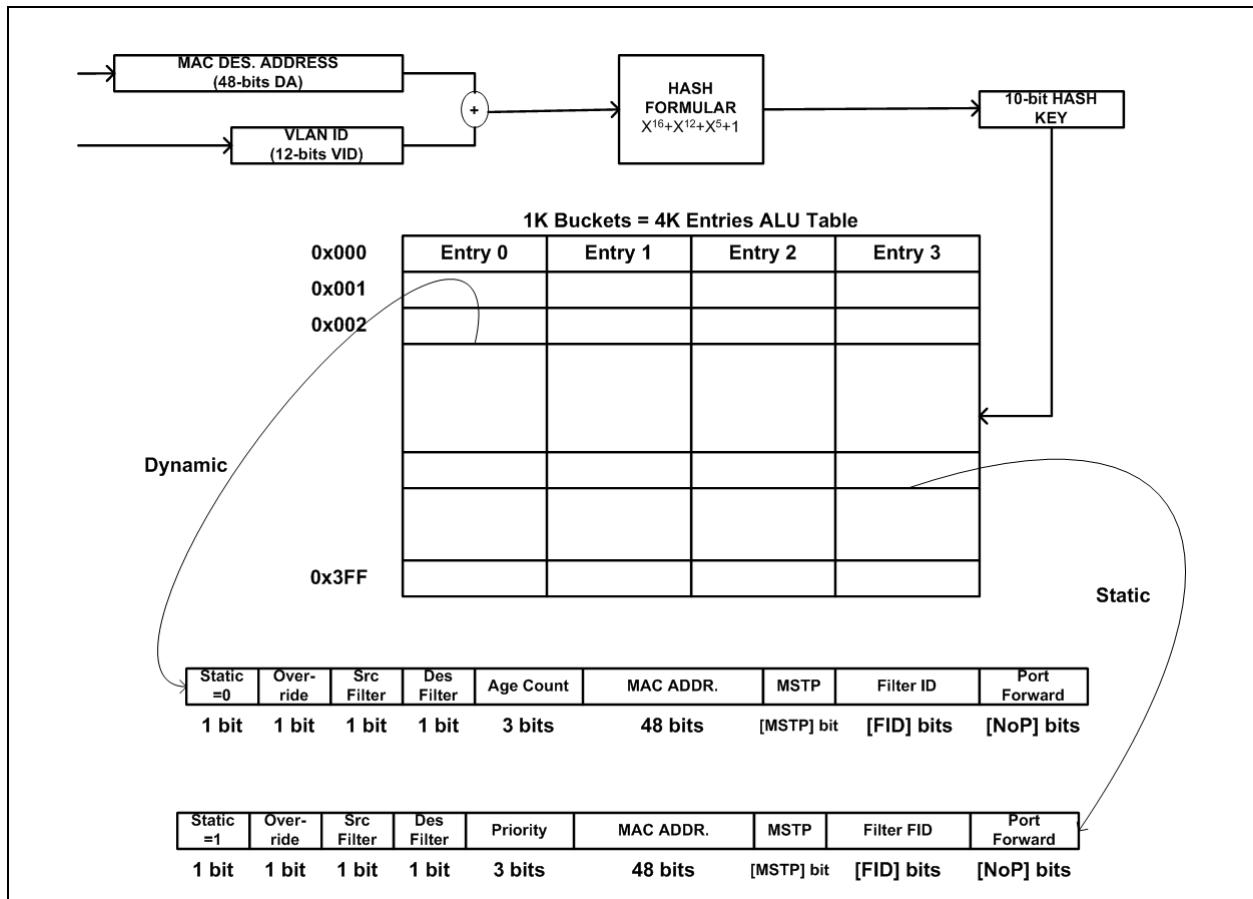 MAC DES. ADDRESS
(48-bits DA)
VLAN ID
(12-bits VID)
+
HASH
FORMULAR
X¹⁶+X¹²+X⁵+1
10-bit HASH
KEY
1K Buckets = 4K Entries ALU Table
0x000
Entry 0
Entry 1
Entry 2
Entry 3
0x001
0x002
0x3FF
Dynamic
Static
Static
=0
Over-
ride
Src
Filter
Des
Filter
Age Count
MAC ADDR.
MSTP
Filter ID
Port
Forward
1 bit
1 bit
1 bit
1 bit
3 bits
48 bits
[MSTP] bit
[FID] bits
[NoP] bits
Static
=1
Over-
ride
Src
Filter
Des
Filter
Priority
MAC ADDR.
MSTP
Filter FID
Port
Forward
1 bit
1 bit
1 bit
1 bit
3 bits
48 bits
[MSTP] bit
[FID] bits
[NoP] bits